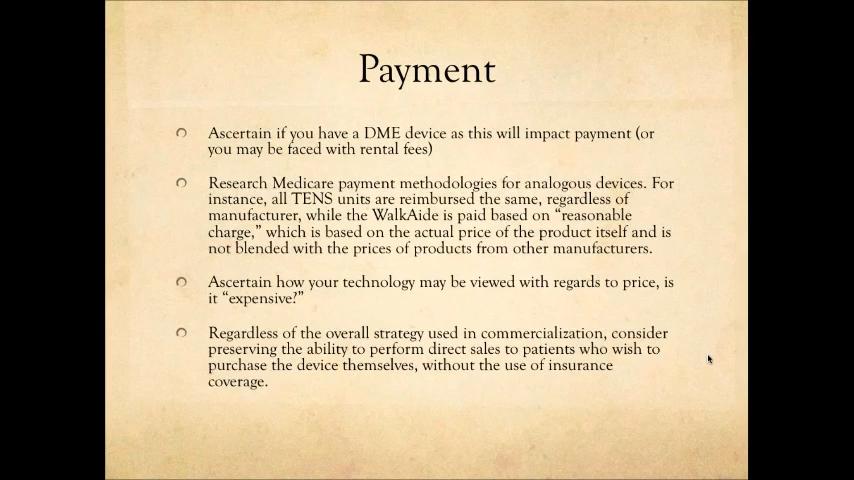 Payment
Ascertain if you have a DME device as this will impact payment (or
you may be faced with rental fees)
Research Medicare payment methodologies for analogous devices. For
instance, all TENS units are reimbursed the same, regardless of
manufacturer, while the WalkAide is paid based on “reasonable
charge,” which is based on the actual price of the product itself and is
not blended with the prices of products from other manufacturers.
Ascertain how your technology may be viewed with regards to price, is
it “expensive?”
Regardless of the overall strategy used in commercialization, consider
preserving the ability to perform direct sales to patients who wish to
purchase the device themselves, without the use of insurance
coverage.